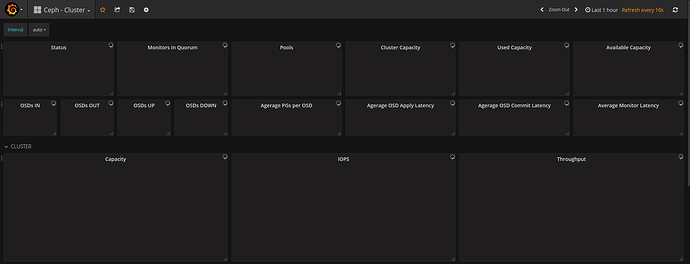 Ceph - Cluster
Zoom Out
Last 1 hour
Refresh every 10s
Interval
auto
Status
Monitors In Quorum
Pools
Cluster Capacity
Used Capacity
Available Capacity
OSDs IN
OSDs OUT
OSDs UP
OSDs DOWN
Agerage PGs per OSD
Agerage OSD Apply Latency
Agerage OSD Commit Latency
Average Monitor Latency
CLUSTER
Capacity
IOPS
Throughput